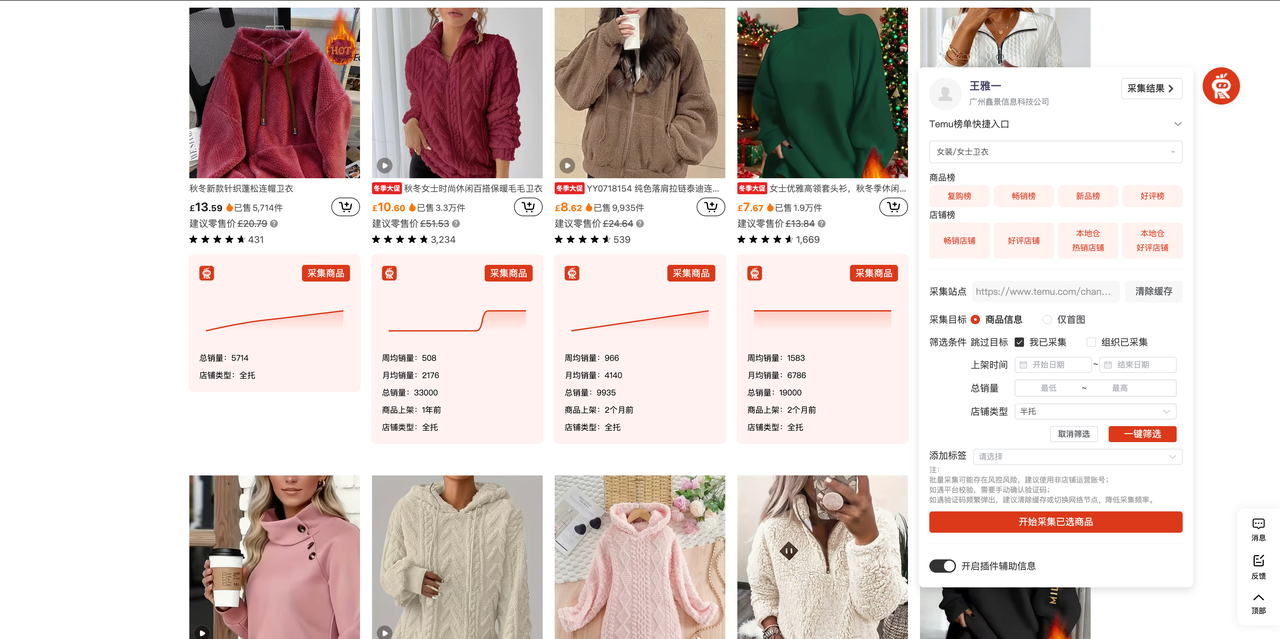 HOT
秋冬新款针织蓬松连帽卫衣
£13.59 已售5,714件
建议零售价£20.79
431
采集商品
总销量：5714
店铺类型：全托
冬季大促 秋冬女士时尚休闲百搭保暖毛毛卫衣
£10.60 已售3.3万件
建议零售价£51.53
3,234
采集商品
周均销量：508
月均销量：2176
总销量：33000
商品上架：1年前
店铺类型：全托
冬季大促 YY0718154 纯色落肩拉链泰迪连...
£8.62 已售9,935件
建议零售价£24.64
539
采集商品
周均销量：966
月均销量：4140
总销量：9935
商品上架：2个月前
店铺类型：全托
冬季大促 女士优雅高领套头衫，秋冬季休闲...
£7.67 已售1.9万件
建议零售价£13.84
1,669
采集商品
周均销量：1583
月均销量：6786
总销量：19000
商品上架：2个月前
店铺类型：全托
王雅一
广州鑫景信息科技公司
采集结果
Temu榜单快捷入口
女装/女士卫衣
商品榜
复购榜 畅销榜 新品榜 好评榜
店铺榜
畅销店铺 好评店铺 本地仓 本地仓
热销店铺 好评店铺
采集站点 https://www.temu.com/chan... 清除缓存
采集目标 商品信息 仅首图
筛选条件 跳过目标 我已采集 组织已采集
上架时间 开始日期 ~ 结束日期
总销量 最低 ~ 最高
店铺类型 半托
取消筛选 一键筛选
添加标签 请选择
注：
批量采集可能存在风控风险，建议使用非店铺运营账号；
如遇平台校验，需要手动确认验证码；
如遇验证码频繁弹出，建议清除缓存或切换网络节点，降低采集频率。
开始采集已选商品
开启插件辅助信息
消息
反馈
顶部